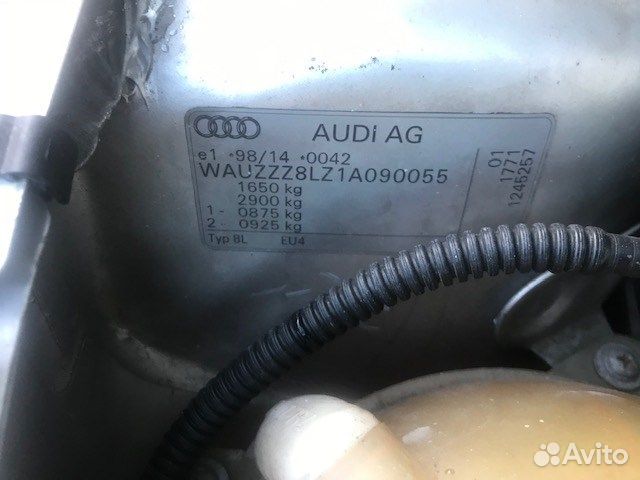 AUDI AG
e1 *98/14 *0042
WAUZZZ8LZ1A090055
1650 kg
2900 kg
1- 0875 kg
2- 0925 kg
Typ 8L EU4
01
1771
1245257
Avito